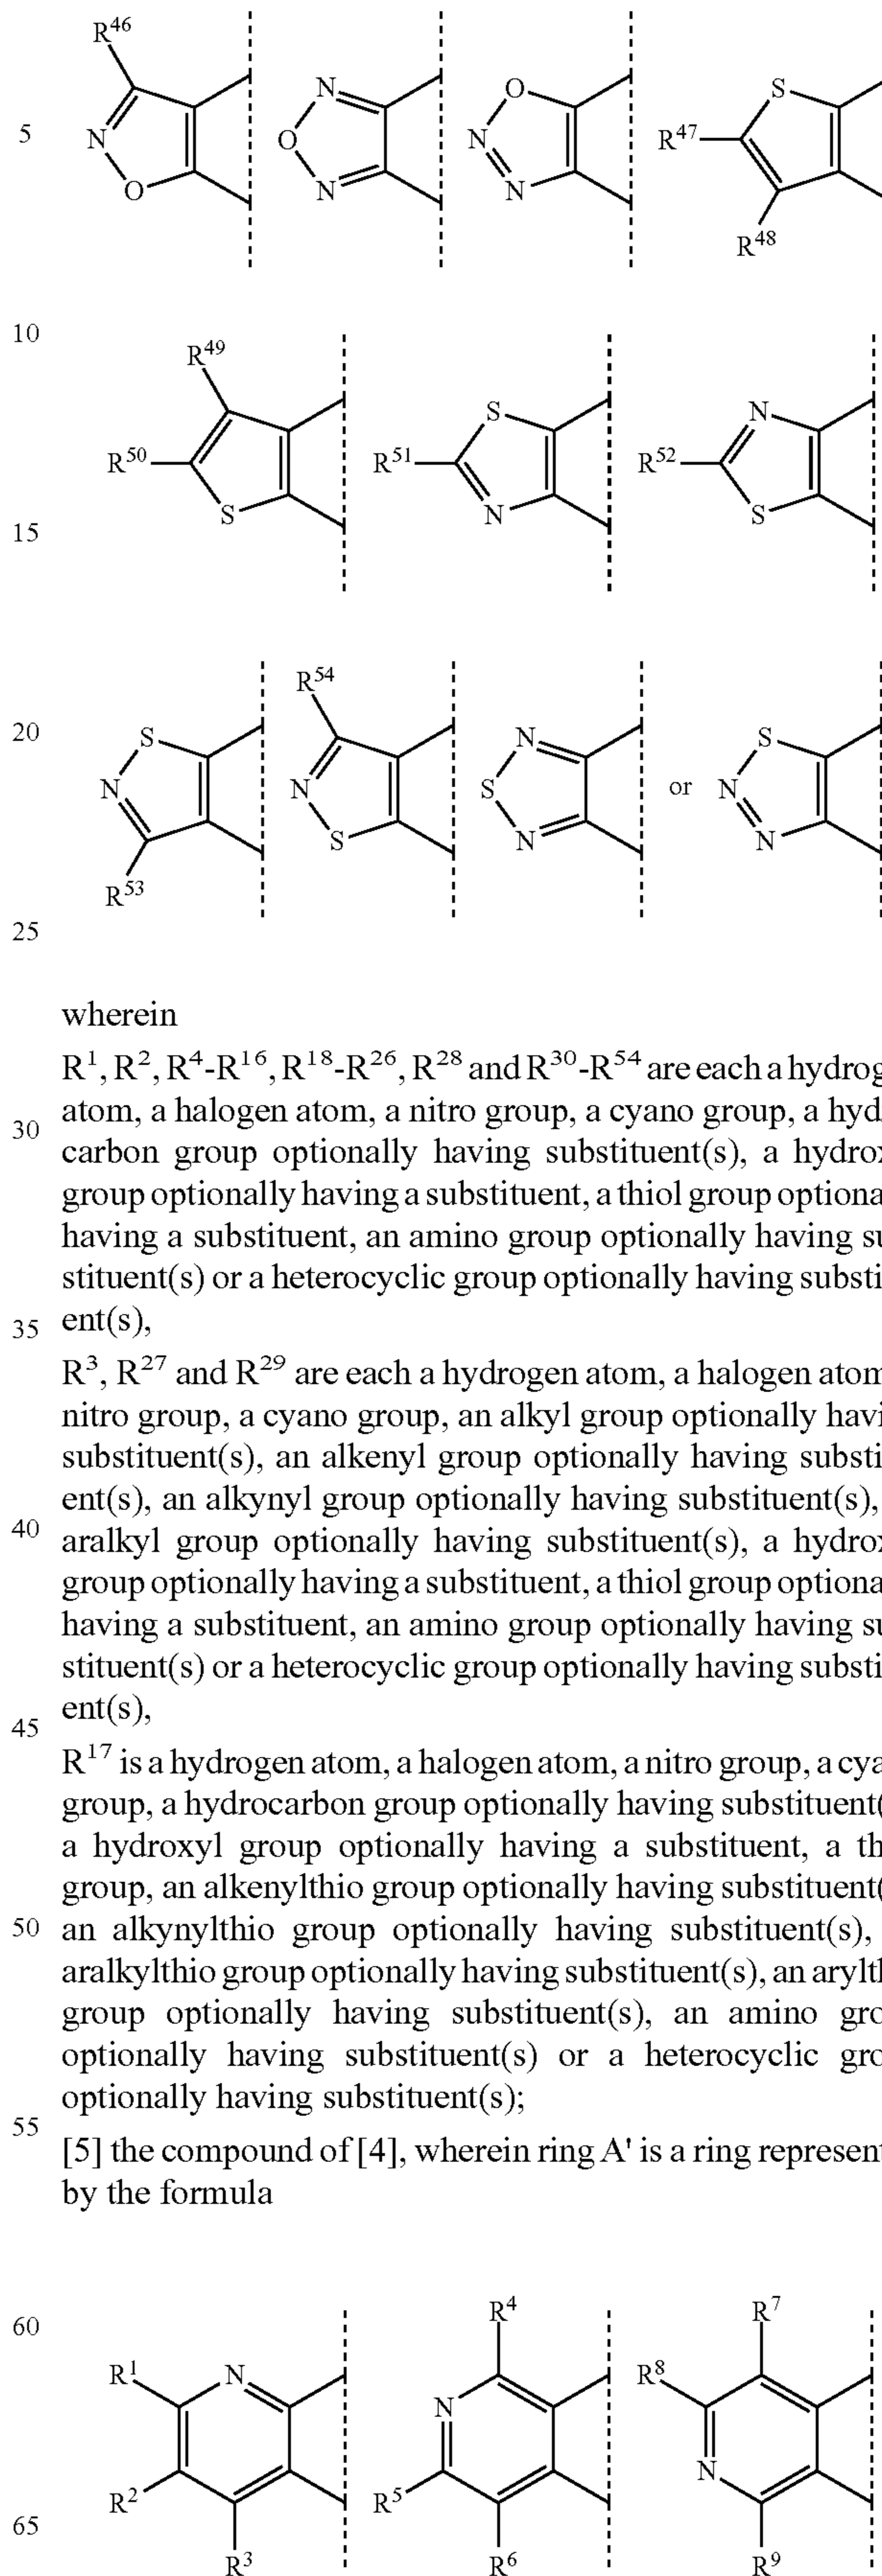 R⁴⁶
N O
N O N
O N N
S R⁴⁷ R⁴⁸
5
10
R⁴⁹ R⁵⁰ S
S R⁵¹ N
N R⁵² S
15
S N R⁵³
R⁵⁴ N S
N S N
or
S N N
20
25
wherein
R¹, R², R⁴-R¹⁶, R¹⁸-R²⁶, R²⁸ and R³⁰-R⁵⁴ are each a hydrog
30 atom, a halogen atom, a nitro group, a cyano group, a hyd
carbon group optionally having substituent(s), a hydrox
group optionally having a substituent, a thiol group optiona
having a substituent, an amino group optionally having su
stituent(s) or a heterocyclic group optionally having substi
35 ent(s),
R³, R²⁷ and R²⁹ are each a hydrogen atom, a halogen atom
nitro group, a cyano group, an alkyl group optionally havi
substituent(s), an alkenyl group optionally having substi
ent(s), an alkynyl group optionally having substituent(s),
40 aralkyl group optionally having substituent(s), a hydrox
group optionally having a substituent, a thiol group optiona
having a substituent, an amino group optionally having su
stituent(s) or a heterocyclic group optionally having substi
ent(s),
45
R¹⁷ is a hydrogen atom, a halogen atom, a nitro group, a cya
group, a hydrocarbon group optionally having substituent(
a hydroxyl group optionally having a substituent, a th
group, an alkenylthio group optionally having substituent(
50 an alkynylthio group optionally having substituent(s),
aralkylthio group optionally having substituent(s), an arylth
group optionally having substituent(s), an amino gro
optionally having substituent(s) or a heterocyclic gro
optionally having substituent(s);
55
[5] the compound of [4], wherein ring A' is a ring represent
by the formula
60
R¹ N R² R³
R⁴ N R⁵ R⁶
R⁷ R⁸ N R⁹
65